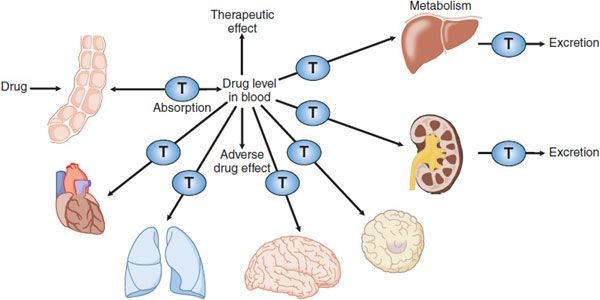 Therapeutic
effect
Metabolism
T
Excretion
T
Drug
T
Absorption
Drug level
in blood
T
T
Excretion
T
Adverse
drug effect
T
T
T